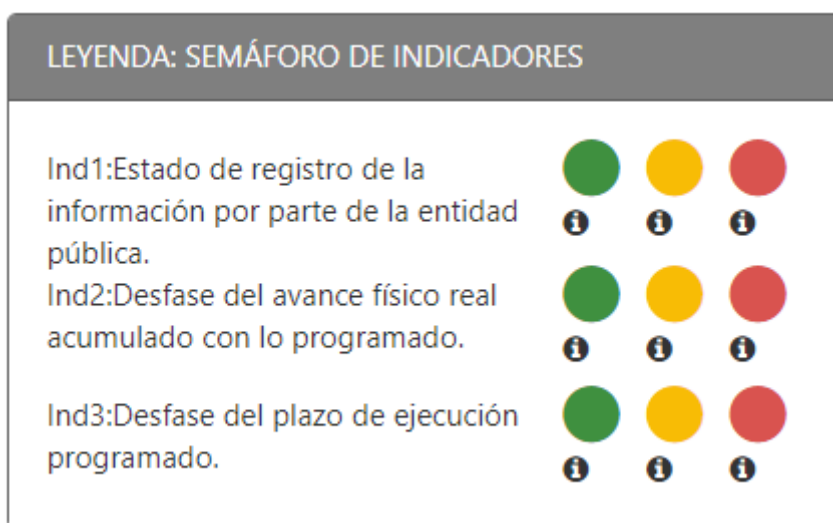 LEYENDA: SEMÁFORO DE INDICADORES
Ind1:Estado de registro de la
información por parte de la entidad
pública.
Ind2:Desfase del avance físico real
acumulado con lo programado.
Ind3:Desfase del plazo de ejecución
programado.